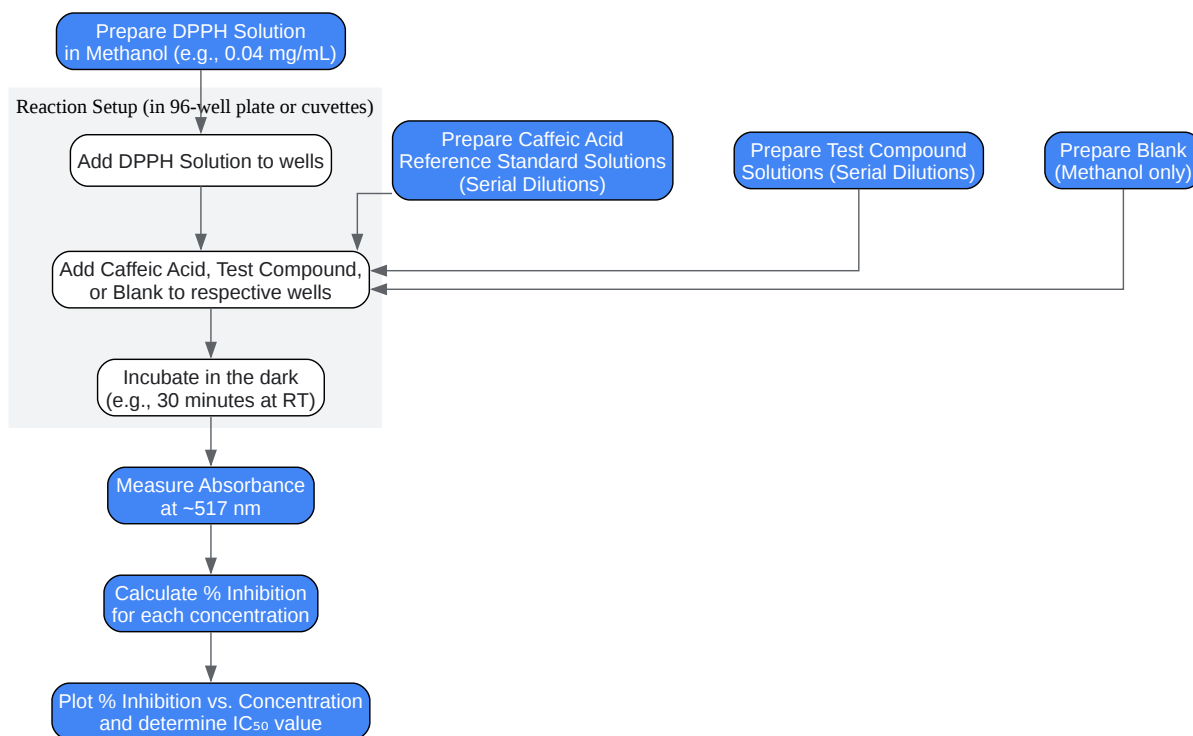 Prepare DPPH Solution
in Methanol (e.g., 0.04 mg/mL)
Reaction Setup (in 96-well plate or cuvettes)
Add DPPH Solution to wells
Prepare Caffeic Acid
Reference Standard Solutions
(Serial Dilutions)
Prepare Test Compound
Solutions (Serial Dilutions)
Prepare Blank
(Methanol only)
Add Caffeic Acid, Test Compound,
or Blank to respective wells
Incubate in the dark
(e.g., 30 minutes at RT)
Measure Absorbance
at ~517 nm
Calculate % Inhibition
for each concentration
Plot % Inhibition vs. Concentration
and determine IC₅₀ value